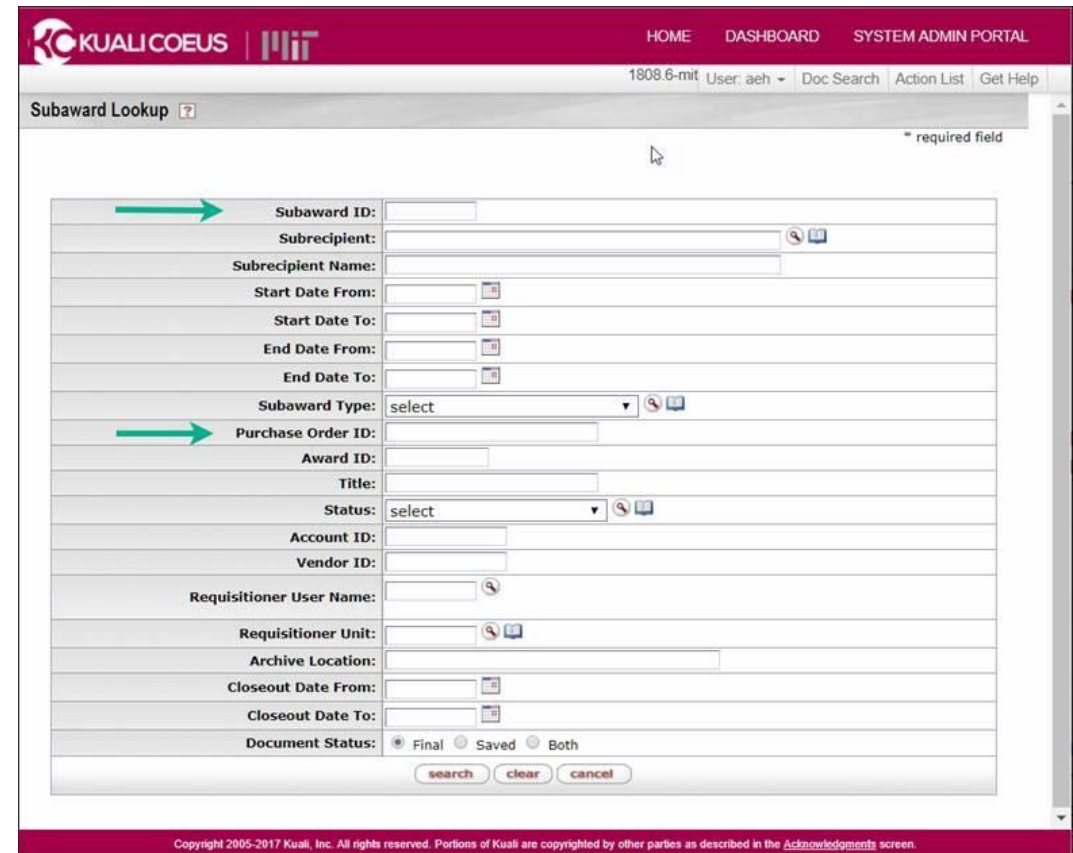 KUALI COEUS | MIT HOME DASHBOARD SYSTEM ADMIN PORTAL
1808.6-mit User: aeh Doc Search Action List Get Help
Subaward Lookup ?
* required field
Subaward ID:
Subrecipient:
Subrecipient Name:
Start Date From:
Start Date To:
End Date From:
End Date To:
Subaward Type: select
Purchase Order ID:
Award ID:
Title:
Status: select
Account ID:
Vendor ID:
Requisitioner User Name:
Requisitioner Unit:
Archive Location:
Closeout Date From:
Closeout Date To:
Document Status: Final Saved Both
search clear cancel
Copyright 2005-2017 Kuali, Inc. All rights reserved. Portions of Kuali are copyrighted by other parties as described in the Acknowledgments screen.